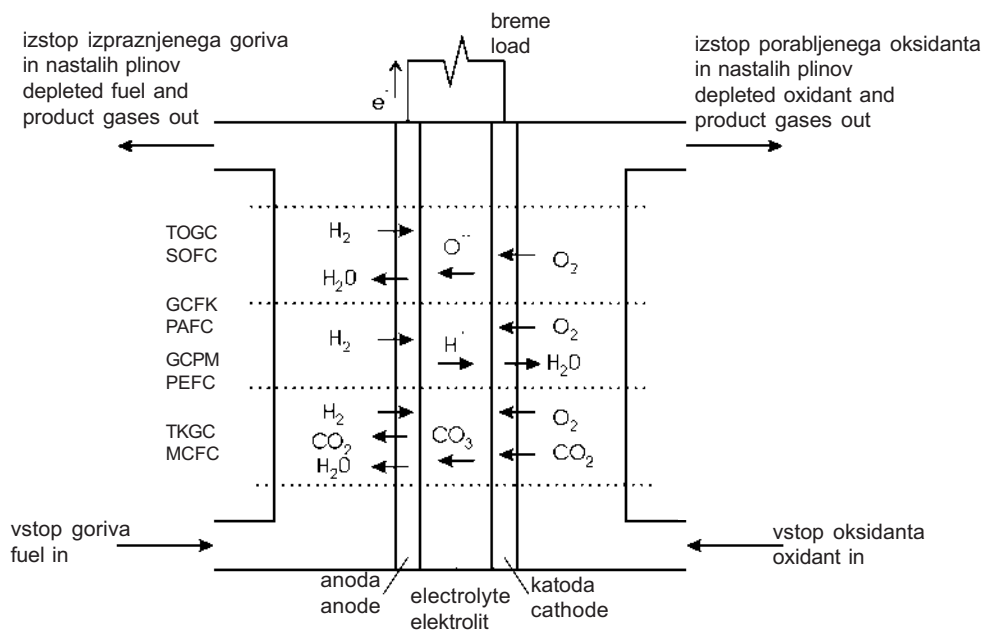 breme
load
izstop izpraznjenega goriva
in nastalih plinov
depleted fuel and
product gases out
izstop porabljenega oksidanta
in nastalih plinov
depleted oxidant and
product gases out
e-
TOGC
SOFC
H2
O--
O2
H2O
GCFK
PAFC
GCPM
PEFC
H2
H+
O2
H2O
TKGC
MCFC
H2
CO2
H2O
CO3
O2
CO2
vstop goriva
fuel in
vstop oksidanta
oxidant in
anoda
anode
electrolyte
elektrolit
katoda
cathode